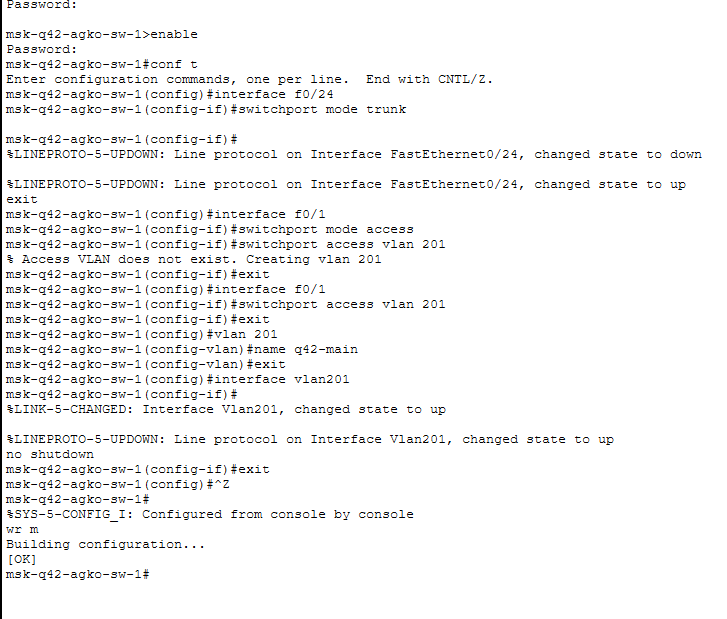 Password:
msk-q42-agko-sw-1>enable
Password:
msk-q42-agko-sw-1#conf t
Enter configuration commands, one per line.  End with CNTL/Z.
msk-q42-agko-sw-1(config)#interface f0/24
msk-q42-agko-sw-1(config-if)#switchport mode trunk
msk-q42-agko-sw-1(config-if)#
%LINEPROTO-5-UPDOWN: Line protocol on Interface FastEthernet0/24, changed state to down
%LINEPROTO-5-UPDOWN: Line protocol on Interface FastEthernet0/24, changed state to up
exit
msk-q42-agko-sw-1(config)#interface f0/1
msk-q42-agko-sw-1(config-if)#switchport mode access
msk-q42-agko-sw-1(config-if)#switchport access vlan 201
% Access VLAN does not exist. Creating vlan 201
msk-q42-agko-sw-1(config-if)#exit
msk-q42-agko-sw-1(config)#interface f0/1
msk-q42-agko-sw-1(config-if)#switchport access vlan 201
msk-q42-agko-sw-1(config-if)#exit
msk-q42-agko-sw-1(config)#vlan 201
msk-q42-agko-sw-1(config-vlan)#name q42-main
msk-q42-agko-sw-1(config-vlan)#exit
msk-q42-agko-sw-1(config)#interface vlan201
msk-q42-agko-sw-1(config-if)#
%LINK-5-CHANGED: Interface Vlan201, changed state to up
%LINEPROTO-5-UPDOWN: Line protocol on Interface Vlan201, changed state to up
no shutdown
msk-q42-agko-sw-1(config-if)#exit
msk-q42-agko-sw-1(config)#^Z
msk-q42-agko-sw-1#
%SYS-5-CONFIG_I: Configured from console by console
wr m
Building configuration...
[OK]
msk-q42-agko-sw-1#